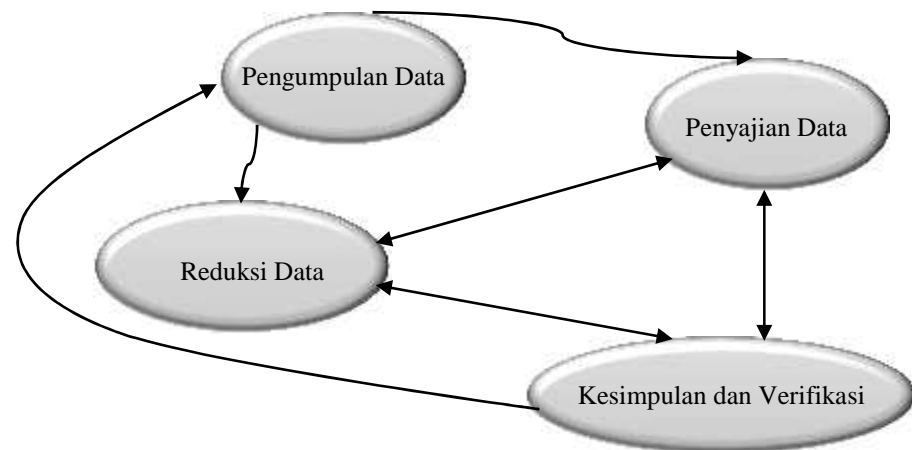 Pengumpulan Data
Penyajian Data
Reduksi Data
Kesimpulan dan Verifikasi